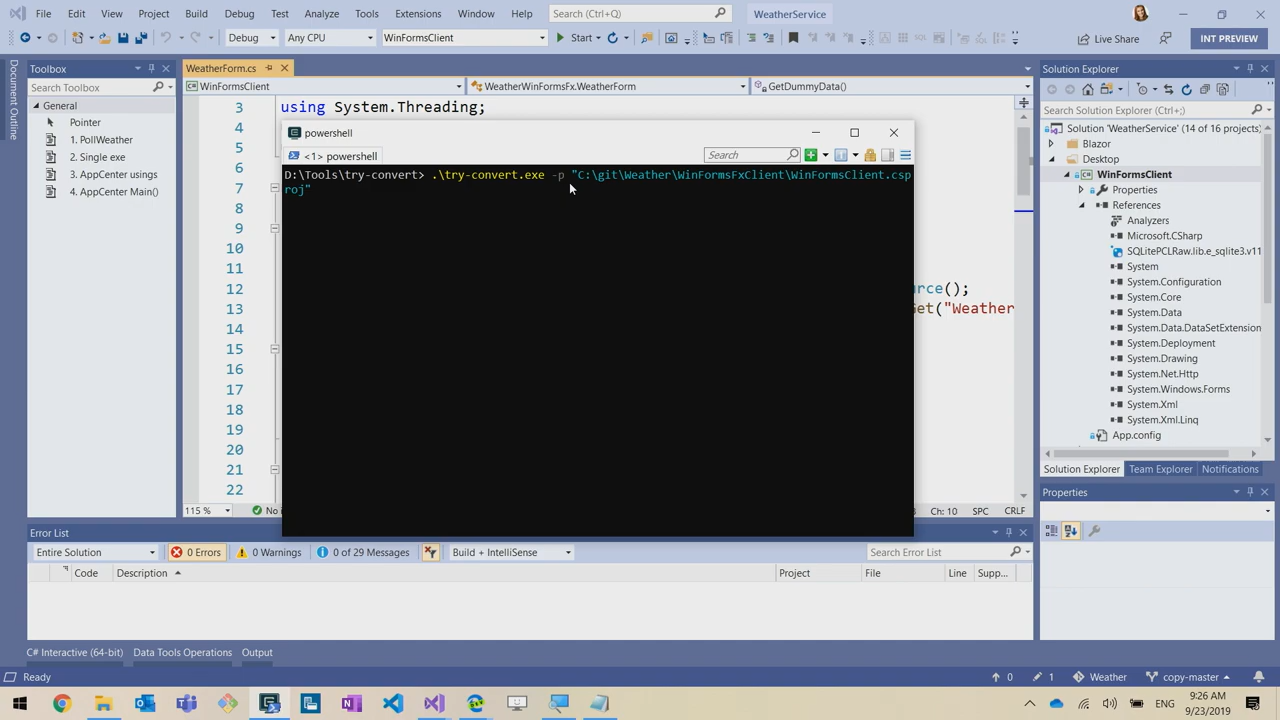 File Edit View Project Build Debug Test Analyze Tools Extensions Window Help Search (Ctrl+Q) WeatherService
Debug Any CPU WinFormsClient Start Live Share INT PREVIEW
Document Outline
Toolbox
Search Toolbox
General
Pointer
1. PollWeather
2. Single exe
3. AppCenter usings
4. AppCenter Main()
WeatherForm.cs
WinFormsClient WeatherWinFormsFx.WeatherForm GetDummyData()
3 using System.Threading;
4
5
6
7
8
9
10
11
12 urce();
13 Get("Weather
14
15
16
17
18
19
20
21
22
115 %
CRLF
Ch: 10 SPC
powershell
<1> powershell Search
D:\Tools\try-convert> .\try-convert.exe -p "C:\git\Weather\WinFormsFxClient\WinFormsClient.csp
roj"
Solution Explorer
Search Solution Explorer (Ctrl+;)
Solution 'WeatherService' (14 of 16 projects)
Blazor
Desktop
WinFormsClient
Properties
References
Analyzers
Microsoft.CSharp
SQLitePCLRaw.lib.e_sqlite3.v11
System
System.Configuration
System.Core
System.Data
System.Data.DataSetExtension
System.Deployment
System.Drawing
System.Net.Http
System.Windows.Forms
System.Xml
System.Xml.Linq
App.config
Solution Explorer Team Explorer Notifications
Properties
Error List
Entire Solution 0 Errors 0 Warnings 0 of 29 Messages Build + IntelliSense Search Error List
Code Description Project File Line Supp...
C# Interactive (64-bit) Data Tools Operations Output
Ready 0 1 Weather copy-master
ENG 9:26 AM
9/23/2019